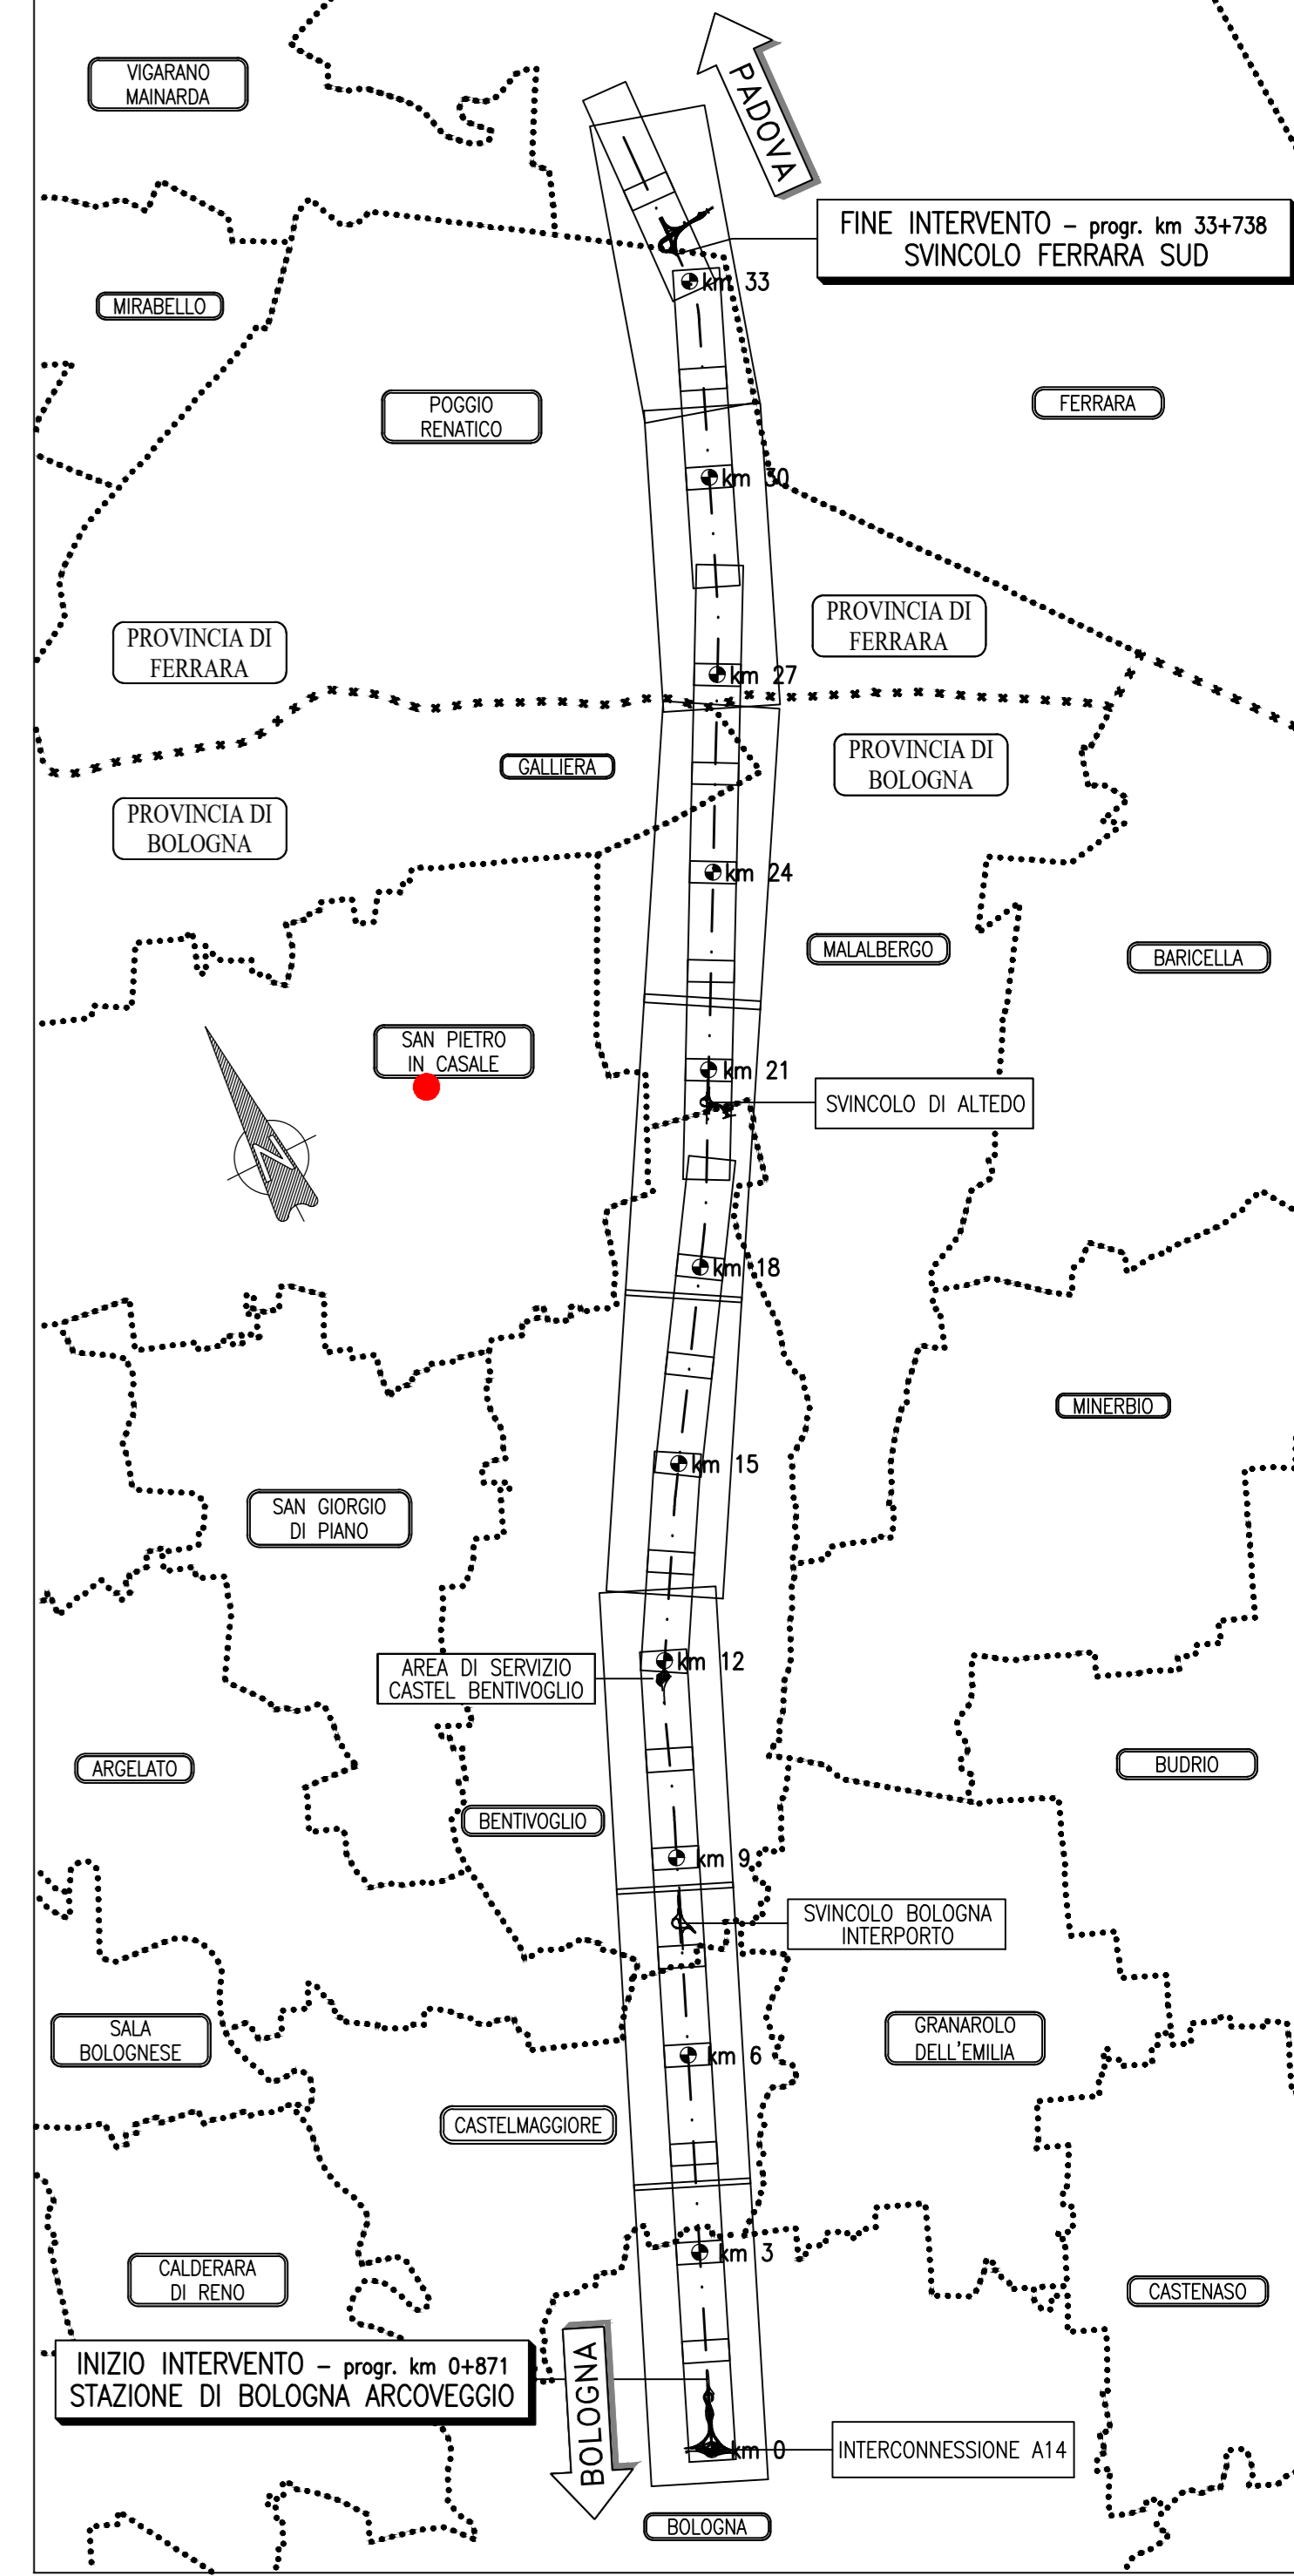 VIGARANO
MAINARDA
PADOVA
FINE INTERVENTO - progr. km 33+738
SVINCOLO FERRARA SUD
km 33
MIRABELLO
POGGIO
RENATICO
FERRARA
km 30
PROVINCIA DI
FERRARA
PROVINCIA DI
FERRARA
km 27
GALLIERA
PROVINCIA DI
BOLOGNA
PROVINCIA DI
BOLOGNA
km 24
MALALBERGO
BARICELLA
SAN PIETRO
IN CASALE
km 21
SVINCOLO DI ALTEDO
N
km 18
MINERBIO
km 15
SAN GIORGIO
DI PIANO
km 12
AREA DI SERVIZIO
CASTEL BENTIVOGLIO
ARGELATO
BUDRIO
BENTIVOGLIO
km 9
SVINCOLO BOLOGNA
INTERPORTO
SALA
BOLOGNESE
GRANAROLO
DELL'EMILIA
km 6
CASTELMAGGIORE
km 3
CALDERARA
DI RENO
CASTENASO
INIZIO INTERVENTO - progr. km 0+871
STAZIONE DI BOLOGNA ARCOVEGGIO
BOLOGNA
km 0
INTERCONNESSIONE A14
BOLOGNA